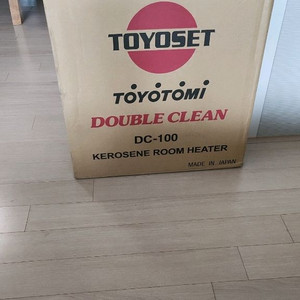 TOYOSET
TOYOTOMI
DOUBLE CLEAN
DC-100
KEROSENE ROOM HEATER
MADE IN JAPAN